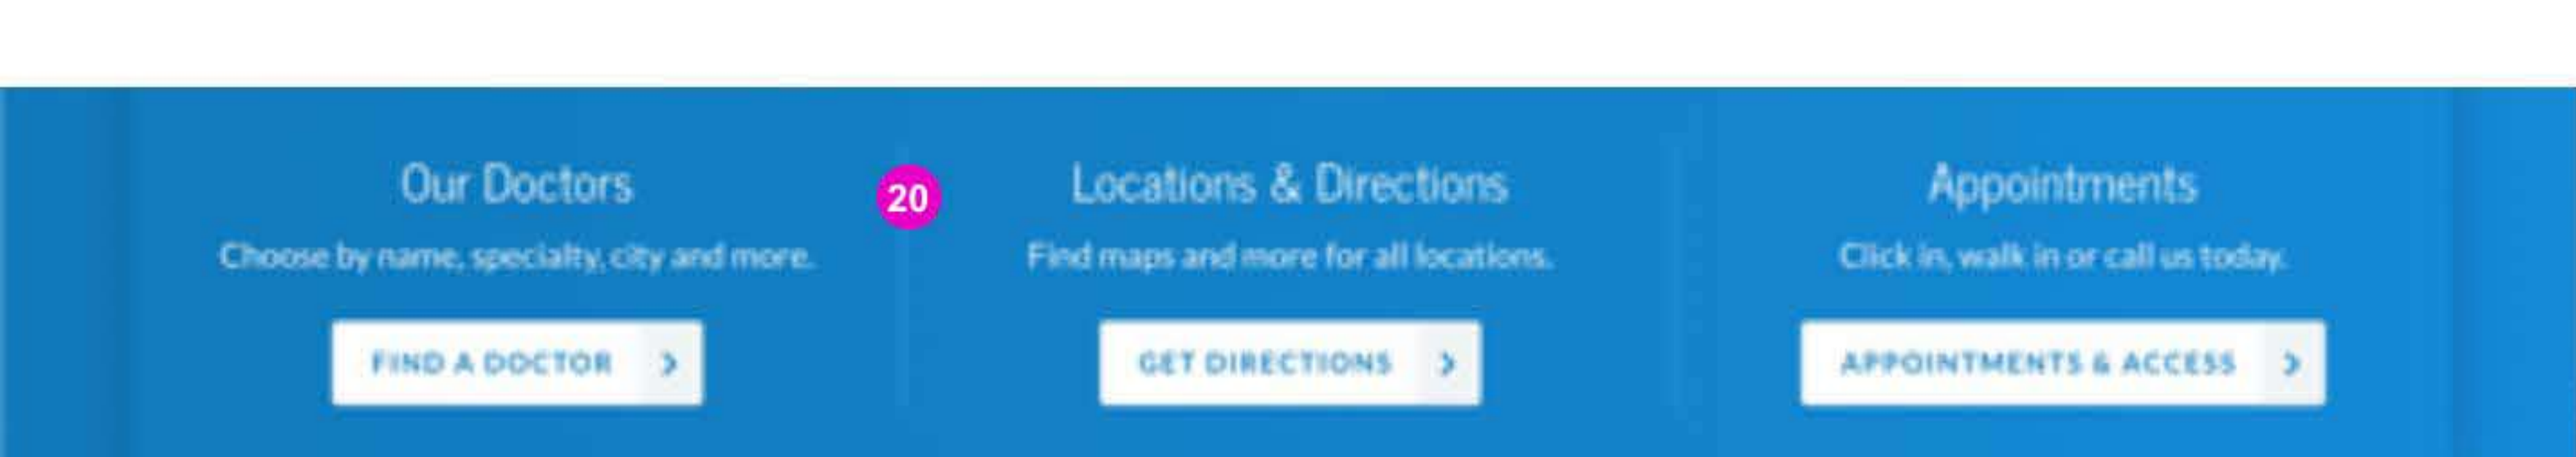 Our Doctors
Choose by name, specialty, city and more.
FIND A DOCTOR
20
Locations & Directions
Find maps and more for all locations.
GET DIRECTIONS
Appointments
Click in, walk in or call us today.
APPOINTMENTS & ACCESS